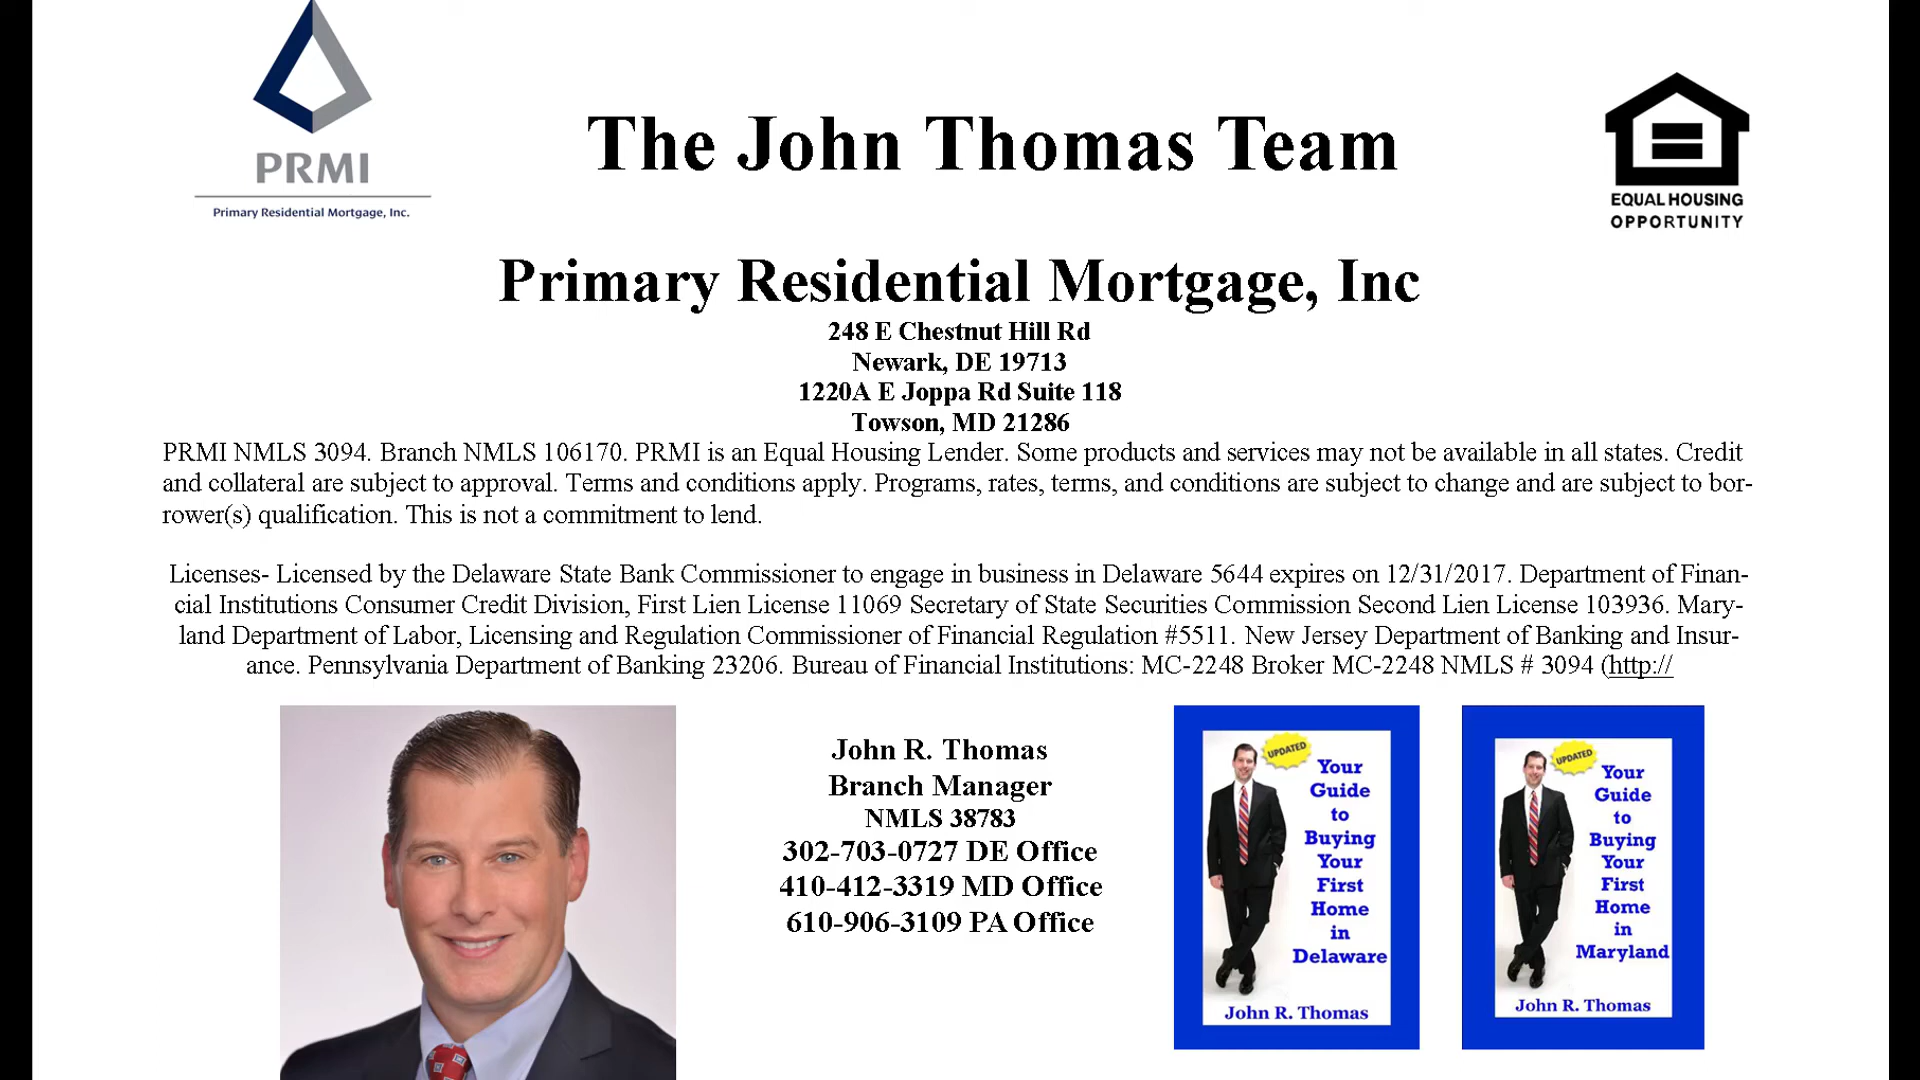 PRMI
Primary Residential Mortgage, Inc.
The John Thomas Team
EQUAL HOUSING
OPPORTUNITY
Primary Residential Mortgage, Inc
248 E Chestnut Hill Rd
Newark, DE 19713
1220A E Joppa Rd Suite 118
Towson, MD 21286
PRMI NMLS 3094. Branch NMLS 106170. PRMI is an Equal Housing Lender. Some products and services may not be available in all states. Credit
and collateral are subject to approval. Terms and conditions apply. Programs, rates, terms, and conditions are subject to change and are subject to bor-
rower(s) qualification. This is not a commitment to lend.
Licenses- Licensed by the Delaware State Bank Commissioner to engage in business in Delaware 5644 expires on 12/31/2017. Department of Finan-
cial Institutions Consumer Credit Division, First Lien License 11069 Secretary of State Securities Commission Second Lien License 103936. Mary-
land Department of Labor, Licensing and Regulation Commissioner of Financial Regulation #5511. New Jersey Department of Banking and Insur-
ance. Pennsylvania Department of Banking 23206. Bureau of Financial Institutions: MC-2248 Broker MC-2248 NMLS # 3094 (http://
John R. Thomas
Branch Manager
NMLS 38783
302-703-0727 DE Office
410-412-3319 MD Office
610-906-3109 PA Office
UPDATED
Your
Guide
to
Buying
Your
First
Home
in
Delaware
John R. Thomas
UPDATED
Your
Guide
to
Buying
Your
First
Home
in
Maryland
John R. Thomas